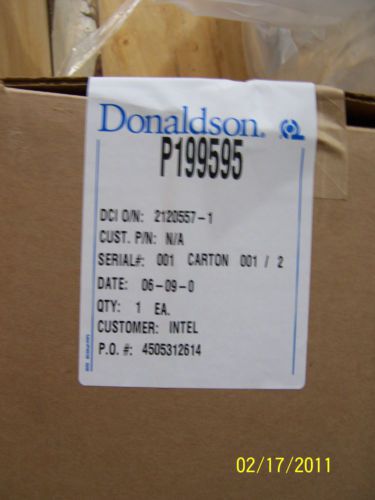 Donaldson.
P199595
DCI O/N: 2120557-1
CUST. P/N: N/A
SERIAL#: 001 CARTON 001 / 2
DATE: 06-09-0
QTY: 1 EA.
CUSTOMER: INTEL
P.O. #: 4505312614
02/17/2011